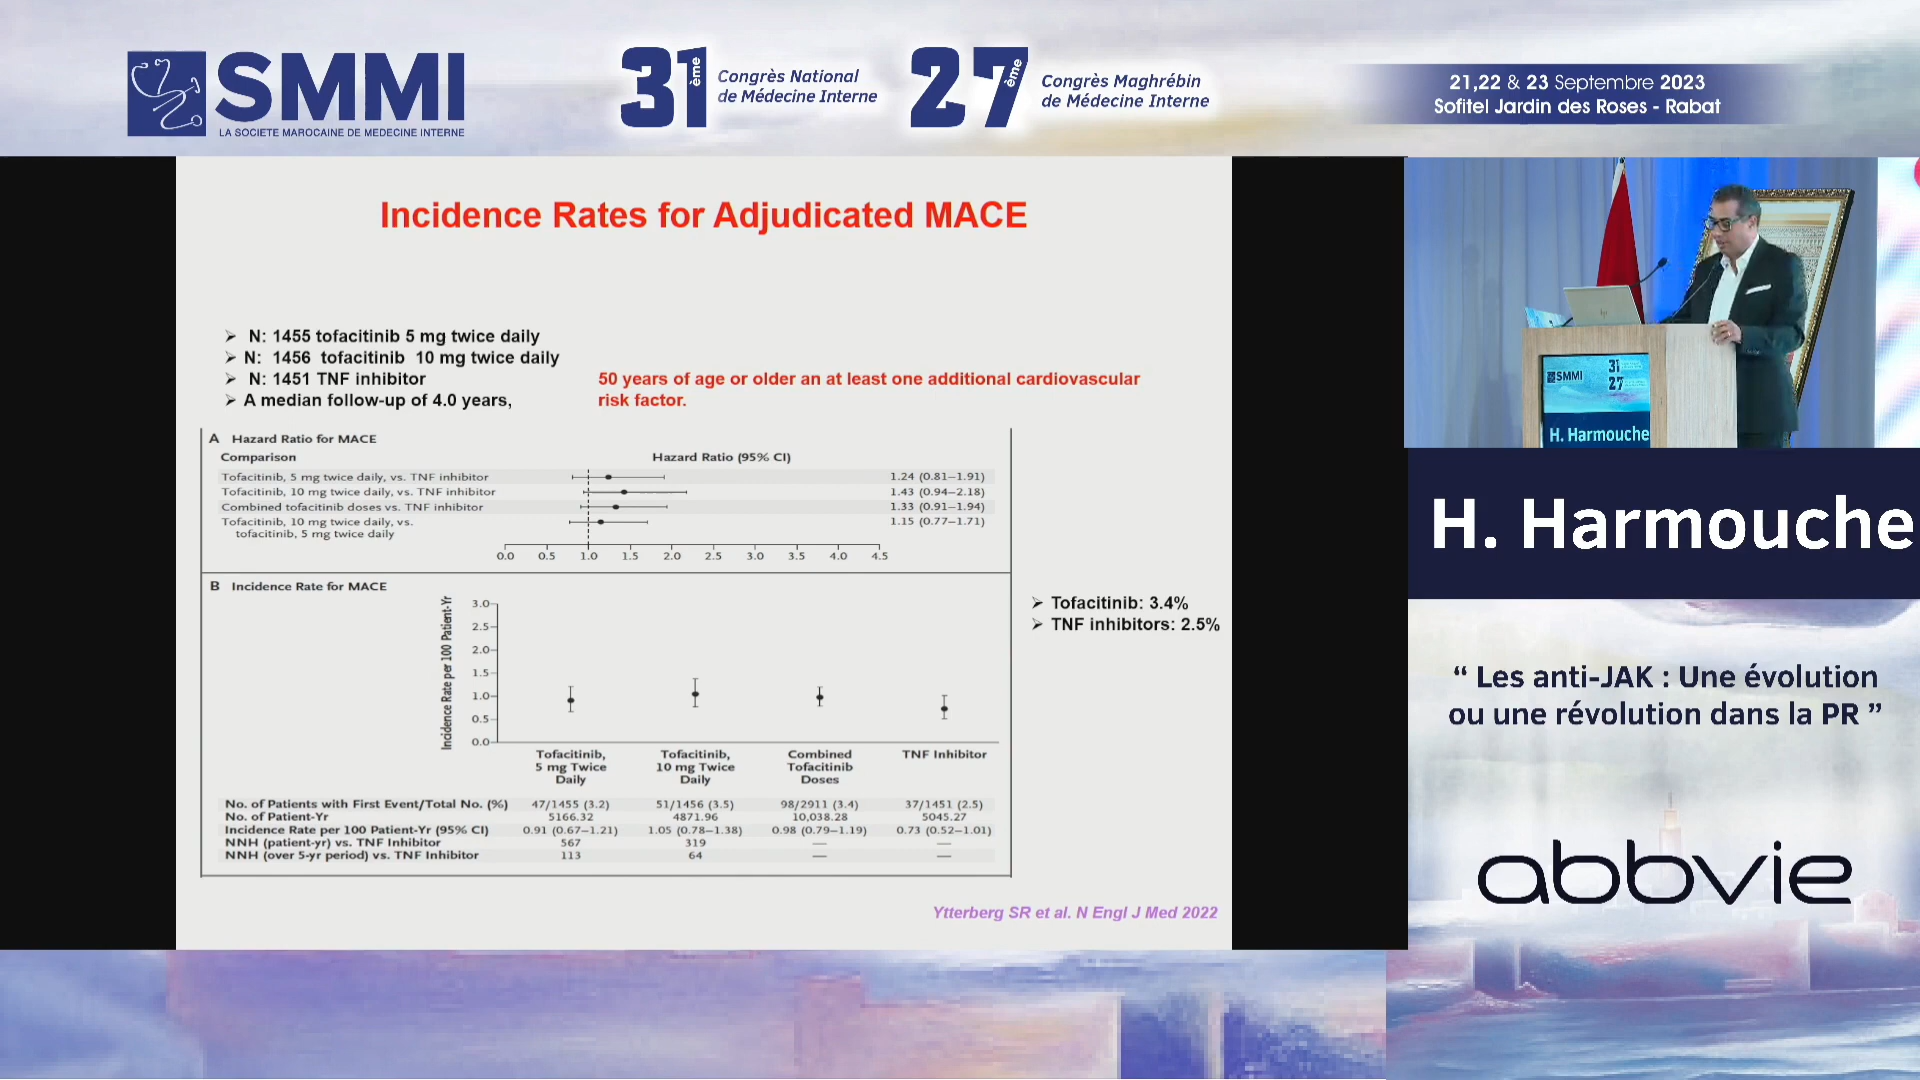 SMMI
LA SOCIETE MAROCAINE DE MEDECINE INTERNE
31ème
Congrès National
de Médecine Interne
27ème
Congrès Maghrébin
de Médecine Interne
21,22 & 23 Septembre 2023
Sofitel Jardin des Roses - Rabat
Incidence Rates for Adjudicated MACE
➢ N: 1455 tofacitinib 5 mg twice daily
➢ N: 1456 tofacitinib 10 mg twice daily
➢ N: 1451 TNF inhibitor
➢ A median follow-up of 4.0 years,
50 years of age or older an at least one additional cardiovascular
risk factor.
A Hazard Ratio for MACE
Comparison Hazard Ratio (95% CI)
Tofacitinib, 5 mg twice daily, vs. TNF inhibitor 1.24 (0.81–1.91)
Tofacitinib, 10 mg twice daily, vs. TNF inhibitor 1.43 (0.94–2.18)
Combined tofacitinib doses vs. TNF inhibitor 1.33 (0.91–1.94)
Tofacitinib, 10 mg twice daily, vs. 1.15 (0.77–1.71)
tofacitinib, 5 mg twice daily
0.0 0.5 1.0 1.5 2.0 2.5 3.0 3.5 4.0 4.5
B Incidence Rate for MACE
Incidence Rate per 100 Patient-Yr
3.0
2.5
2.0
1.5
1.0
0.5
0.0
Tofacitinib, Tofacitinib, Combined TNF Inhibitor
5 mg Twice 10 mg Twice Tofacitinib
Daily Daily Doses
No. of Patients with First Event/Total No. (%) 47/1455 (3.2) 51/1456 (3.5) 98/2911 (3.4) 37/1451 (2.5)
No. of Patient-Yr 5166.32 4871.96 10,038.28 5045.27
Incidence Rate per 100 Patient-Yr (95% CI) 0.91 (0.67–1.21) 1.05 (0.78–1.38) 0.98 (0.79–1.19) 0.73 (0.52–1.01)
NNH (patient-yr) vs. TNF Inhibitor 567 319 — —
NNH (over 5-yr period) vs. TNF Inhibitor 113 64 — —
➢ Tofacitinib: 3.4%
➢ TNF inhibitors: 2.5%
Ytterberg SR et al. N Engl J Med 2022
SMMI
31
27
H. Harmouche
H. Harmouche
“ Les anti-JAK : Une évolution
ou une révolution dans la PR ”
abbvie